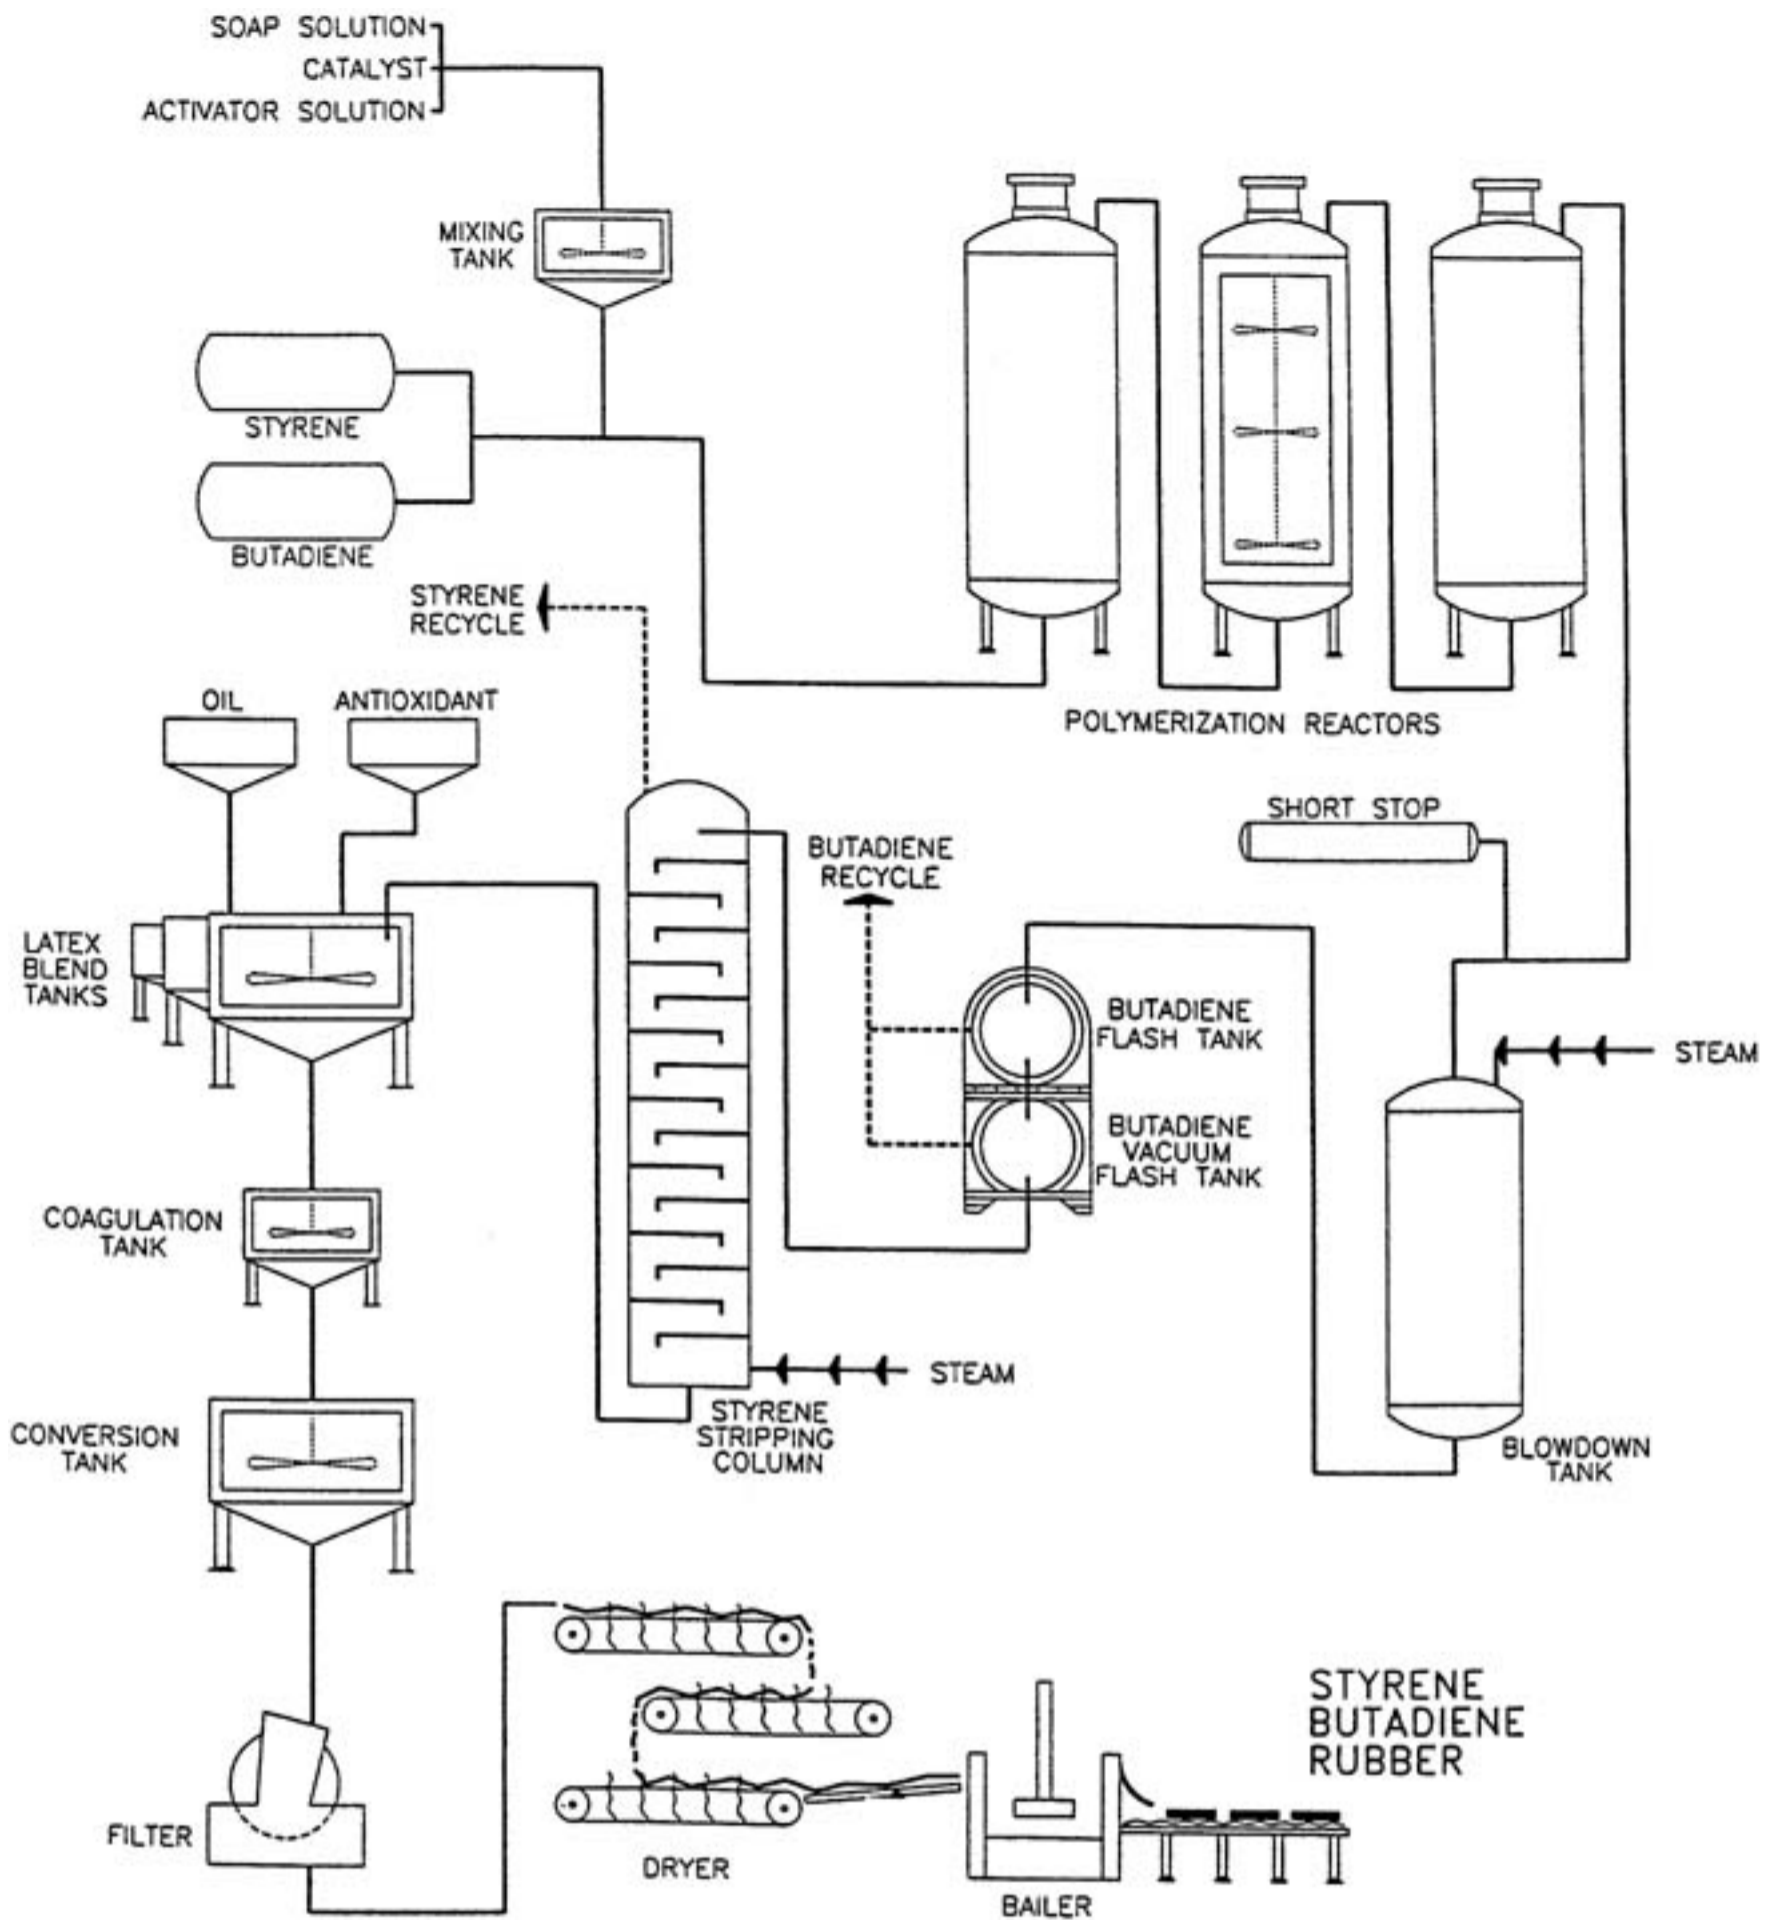 SOAP SOLUTION
CATALYST
ACTIVATOR SOLUTION
MIXING
TANK
STYRENE
BUTADIENE
STYRENE
RECYCLE
POLYMERIZATION REACTORS
OIL
ANTIOXIDANT
SHORT STOP
BUTADIENE
RECYCLE
LATEX
BLEND
TANKS
BUTADIENE
FLASH TANK
STEAM
BUTADIENE
VACUUM
FLASH TANK
COAGULATION
TANK
STEAM
STYRENE
STRIPPING
COLUMN
CONVERSION
TANK
BLOWDOWN
TANK
STYRENE
BUTADIENE
RUBBER
FILTER
DRYER
BAILER